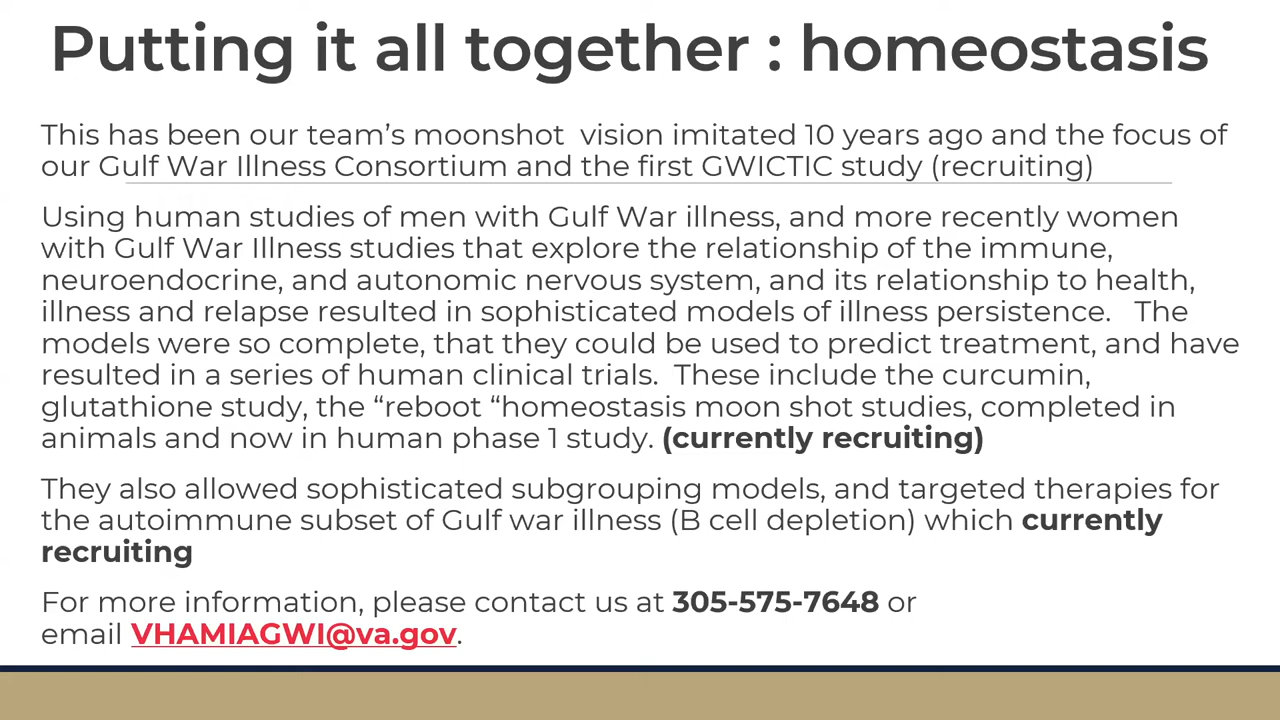 Putting it all together : homeostasis
This has been our team’s moonshot  vision imitated 10 years ago and the focus of
our Gulf War Illness Consortium and the first GWICTIC study (recruiting)
Using human studies of men with Gulf War illness, and more recently women
with Gulf War Illness studies that explore the relationship of the immune,
neuroendocrine, and autonomic nervous system, and its relationship to health,
illness and relapse resulted in sophisticated models of illness persistence.   The
models were so complete, that they could be used to predict treatment, and have
resulted in a series of human clinical trials.  These include the curcumin,
glutathione study, the “reboot “homeostasis moon shot studies, completed in
animals and now in human phase 1 study. (currently recruiting)
They also allowed sophisticated subgrouping models, and targeted therapies for
the autoimmune subset of Gulf war illness (B cell depletion) which currently
recruiting
For more information, please contact us at 305-575-7648 or
email VHAMIAGWI@va.gov.